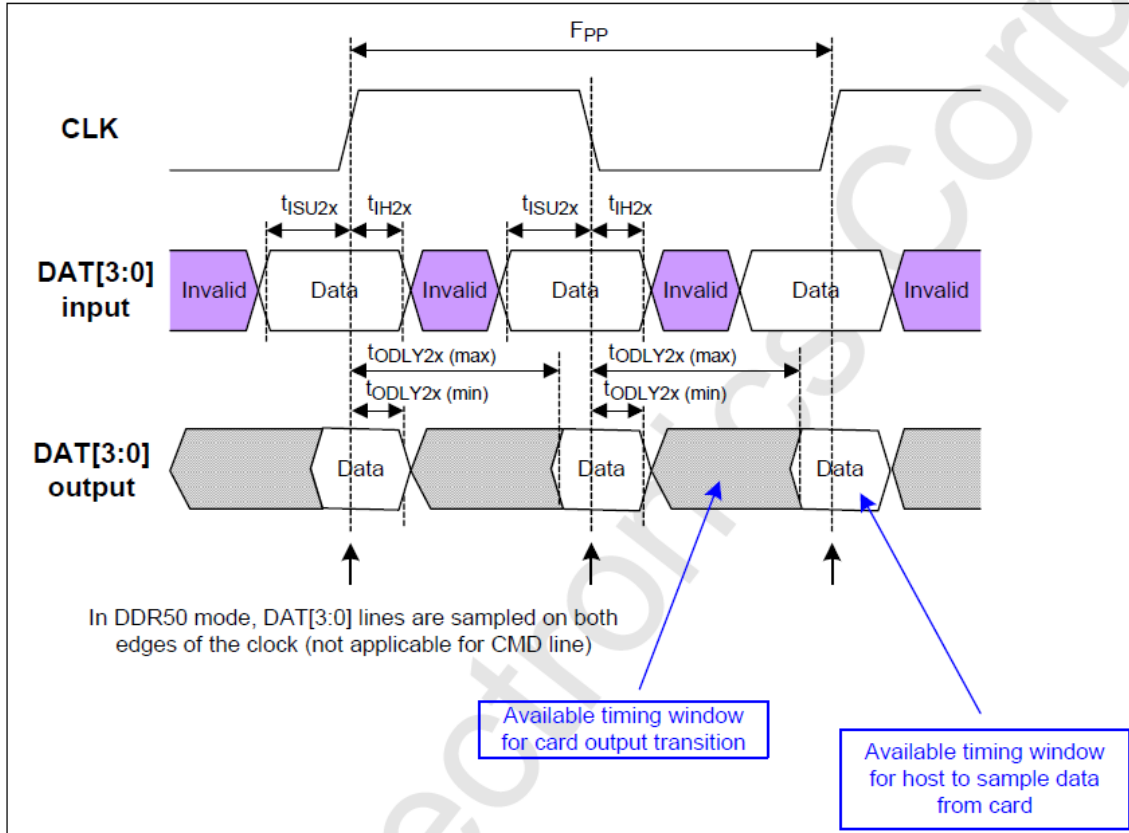 FPP
CLK
tISU2x tIH2x tISU2x tIH2x
DAT[3:0]
input
Invalid Data Invalid Data Invalid Data Invalid
tODLY2x (max) tODLY2x (max)
tODLY2x (min) tODLY2x (min)
DAT[3:0]
output
Data Data Data
In DDR50 mode, DAT[3:0] lines are sampled on both
edges of the clock (not applicable for CMD line)
Available timing window
for card output transition
Available timing window
for host to sample data
from card
ectronics Corp